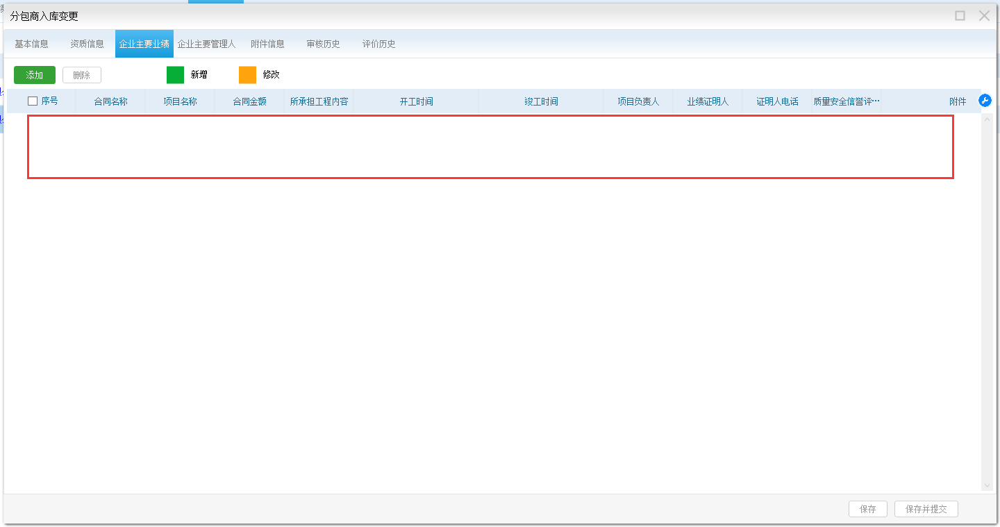 分包商入库变更
基本信息 资质信息 企业主要业绩 企业主要管理人 附件信息 审核历史 评价历史
添加 删除 新增 修改
序号 合同名称 项目名称 合同金额 所承担工程内容 开工时间 竣工时间 项目负责人 业绩证明人 证明人电话 质量安全信誉评… 附件
保存 保存并提交